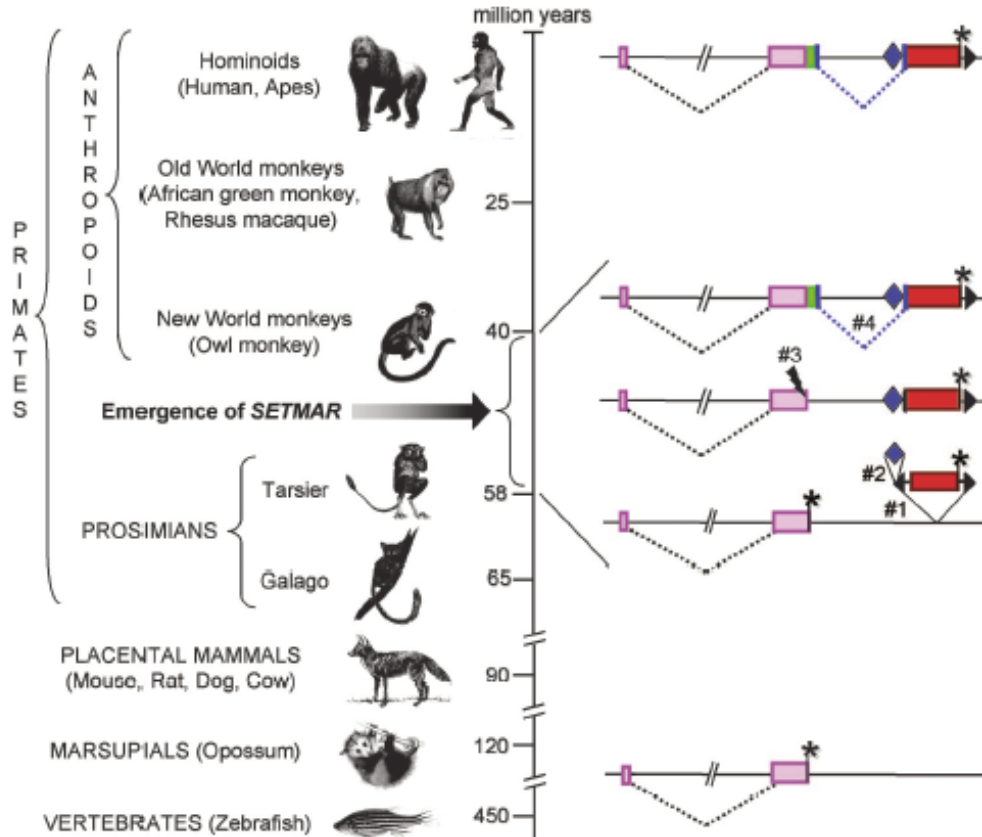 million years
PRIMATES
ANTHROPOIDS
Hominoids
(Human, Apes)
*
Old World monkeys
(African green monkey,
Rhesus macaque)
25
*
New World monkeys
(Owl monkey)
40
#4
#3
*
Emergence of SETMAR
*
#2
#1
58
*
Tarsier
PROSIMIANS
Galago
65
PLACENTAL MAMMALS
(Mouse, Rat, Dog, Cow)
90
MARSUPIALS (Opossum)
120
*
VERTEBRATES (Zebrafish)
450